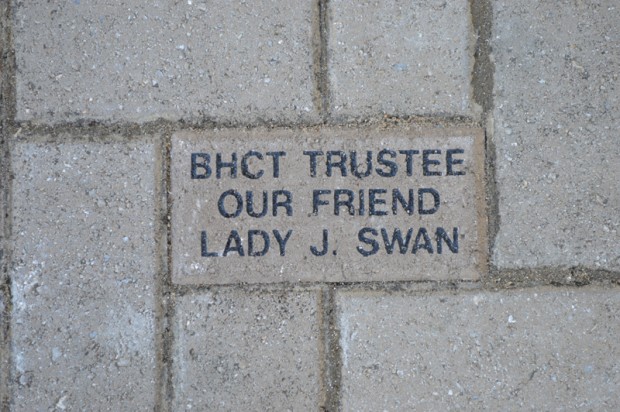 BHCT TRUSTEE
OUR FRIEND
LADY J. SWAN